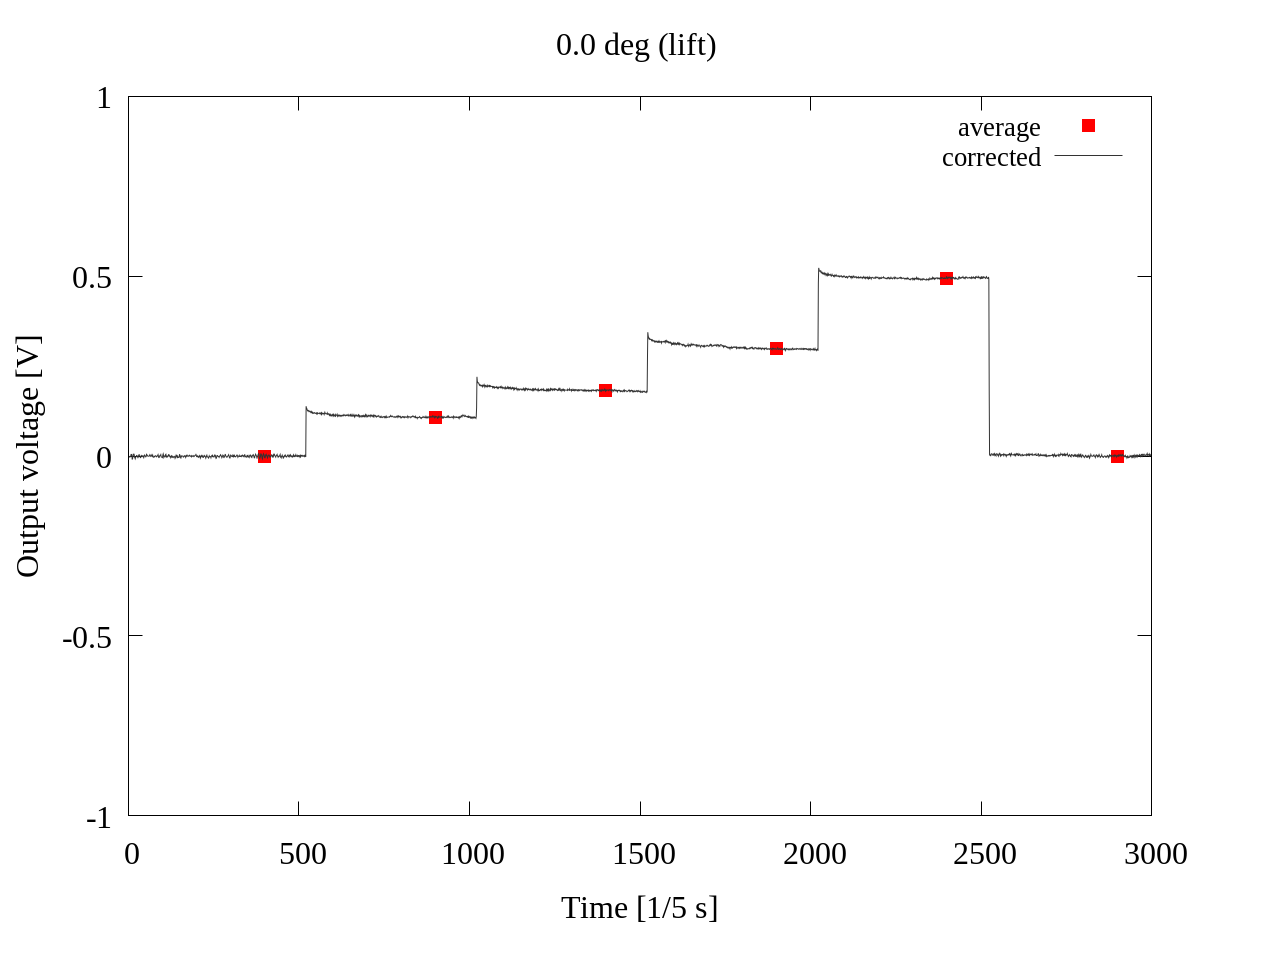 0.0 deg (lift)
1
0.5
0
-0.5
-1
Output voltage [V]
average
corrected
0 500 1000 1500 2000 2500 3000
Time [1/5 s]